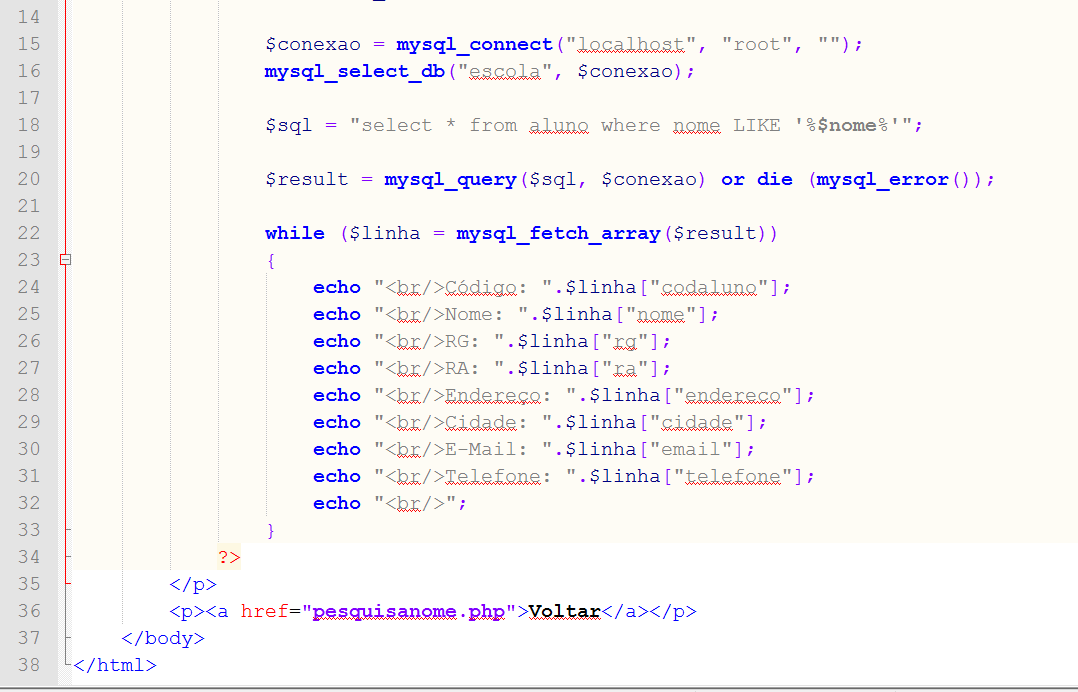 14
15 $conexao = mysql_connect("localhost", "root", "");
16 mysql_select_db("escola", $conexao);
17
18 $sql = "select * from aluno where nome LIKE '%$nome%'";
19
20 $result = mysql_query($sql, $conexao) or die (mysql_error());
21
22 while ($linha = mysql_fetch_array($result))
23 {
24 echo "<br/>Código: ".$linha["codaluno"];
25 echo "<br/>Nome: ".$linha["nome"];
26 echo "<br/>RG: ".$linha["rg"];
27 echo "<br/>RA: ".$linha["ra"];
28 echo "<br/>Endereço: ".$linha["endereco"];
29 echo "<br/>Cidade: ".$linha["cidade"];
30 echo "<br/>E-Mail: ".$linha["email"];
31 echo "<br/>Telefone: ".$linha["telefone"];
32 echo "<br/>";
33 }
34 ?>
35 </p>
36 <p><a href="pesquisanome.php">Voltar</a></p>
37 </body>
38 </html>